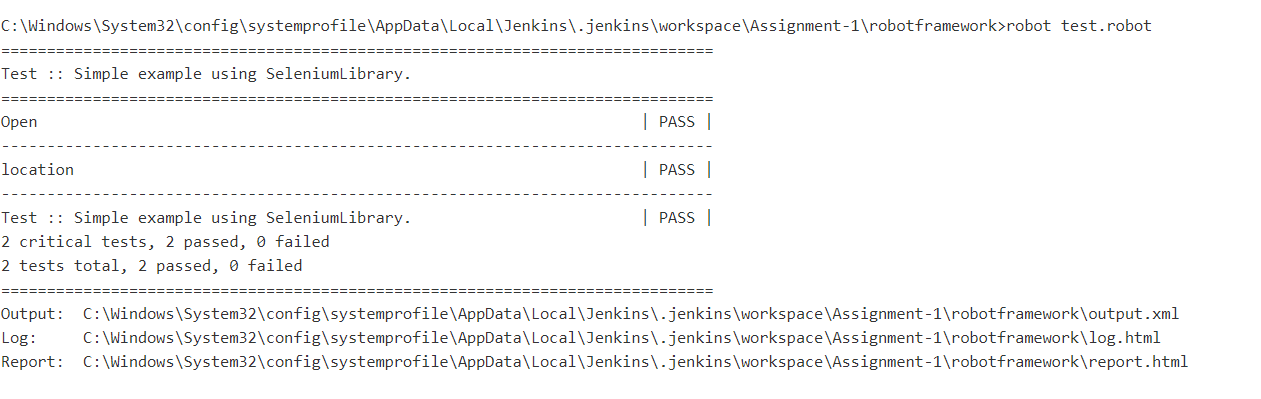 C:\Windows\System32\config\systemprofile\AppData\Local\Jenkins\.jenkins\workspace\Assignment-1\robotframework>robot test.robot
==============================================================================
Test :: Simple example using SeleniumLibrary.
==============================================================================
Open                                                                  | PASS |
------------------------------------------------------------------------------
location                                                              | PASS |
------------------------------------------------------------------------------
Test :: Simple example using SeleniumLibrary.                         | PASS |
2 critical tests, 2 passed, 0 failed
2 tests total, 2 passed, 0 failed
==============================================================================
Output:  C:\Windows\System32\config\systemprofile\AppData\Local\Jenkins\.jenkins\workspace\Assignment-1\robotframework\output.xml
Log:     C:\Windows\System32\config\systemprofile\AppData\Local\Jenkins\.jenkins\workspace\Assignment-1\robotframework\log.html
Report:  C:\Windows\System32\config\systemprofile\AppData\Local\Jenkins\.jenkins\workspace\Assignment-1\robotframework\report.html